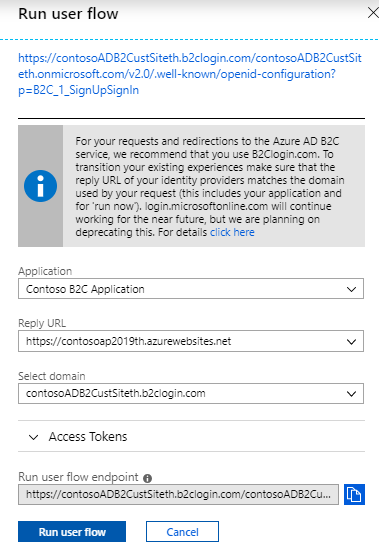 Run user flow
https://contosoADB2CustSiteth.b2clogin.com/contosoADB2CustSit
eth.onmicrosoft.com/v2.0/.well-known/openid-configuration?
p=B2C_1_SignUpSignIn
For your requests and redirections to the Azure AD B2C
service, we recommend that you use B2Clogin.com. To
transition your existing experiences make sure that the
reply URL of your identity providers matches the domain
used by your request (this includes your application and
for 'run now'). login.microsoftonline.com will continue
working for the near future, but we are planning on
deprecating this. For details click here
Application
Contoso B2C Application
Reply URL
https://contosoap2019th.azurewebsites.net
Select domain
contosoADB2CustSiteth.b2clogin.com
Access Tokens
Run user flow endpoint
https://contosoADB2CustSiteth.b2clogin.com/contosoADB2Cu...
Run user flow
Cancel